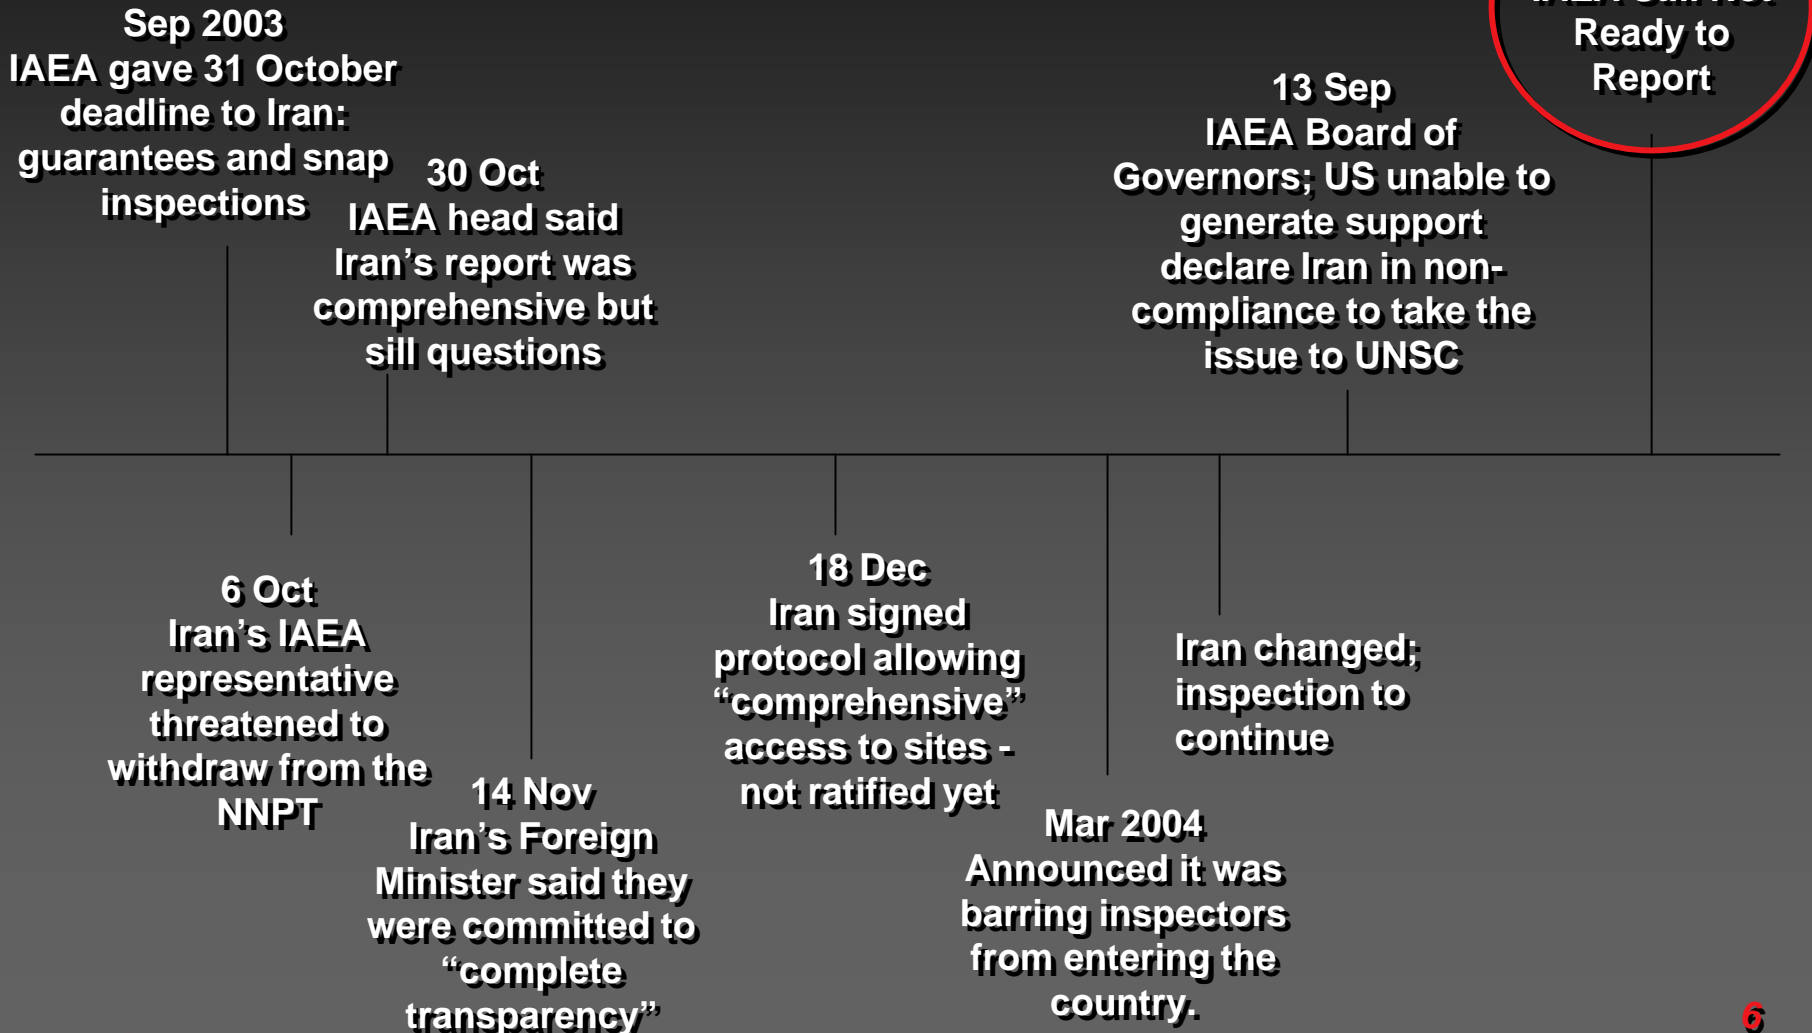 Sep 2003
IAEA gave 31 October
deadline to Iran:
guarantees and snap
inspections
30 Oct
IAEA head said
Iran’s report was
comprehensive but
sill questions
13 Sep
IAEA Board of
Governors; US unable to
generate support
declare Iran in non-
compliance to take the
issue to UNSC
Ready to
Report
6 Oct
Iran’s IAEA
representative
threatened to
withdraw from the
NNPT
14 Nov
Iran’s Foreign
Minister said they
were committed to
“complete
transparency”
18 Dec
Iran signed
protocol allowing
“comprehensive”
access to sites -
not ratified yet
Mar 2004
Announced it was
barring inspectors
from entering the
country.
Iran changed;
inspection to
continue
6